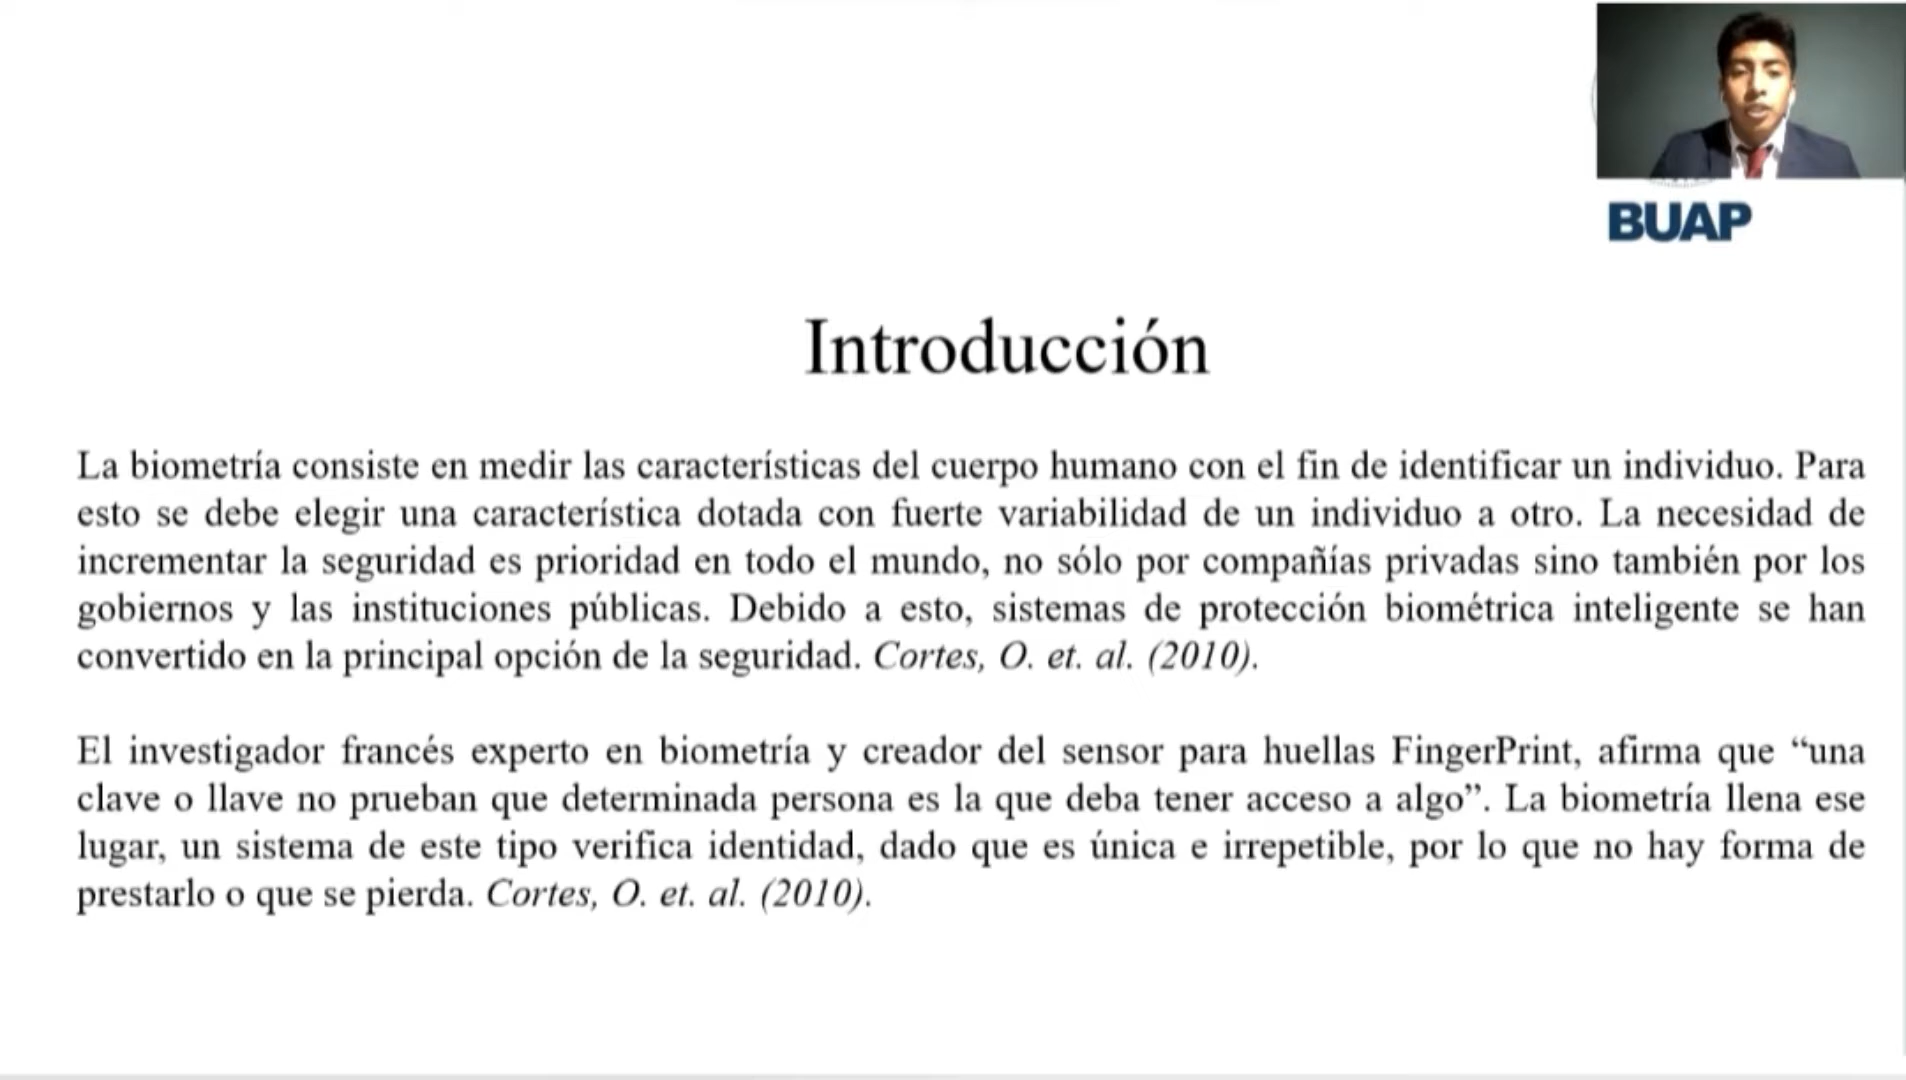 BUAP
Introducción
La biometría consiste en medir las características del cuerpo humano con el fin de identificar un individuo. Para
esto se debe elegir una característica dotada con fuerte variabilidad de un individuo a otro. La necesidad de
incrementar la seguridad es prioridad en todo el mundo, no sólo por compañías privadas sino también por los
gobiernos y las instituciones públicas. Debido a esto, sistemas de protección biométrica inteligente se han
convertido en la principal opción de la seguridad. Cortes, O. et. al. (2010).
El investigador francés experto en biometría y creador del sensor para huellas FingerPrint, afirma que “una
clave o llave no prueban que determinada persona es la que deba tener acceso a algo”. La biometría llena ese
lugar, un sistema de este tipo verifica identidad, dado que es única e irrepetible, por lo que no hay forma de
prestarlo o que se pierda. Cortes, O. et. al. (2010).